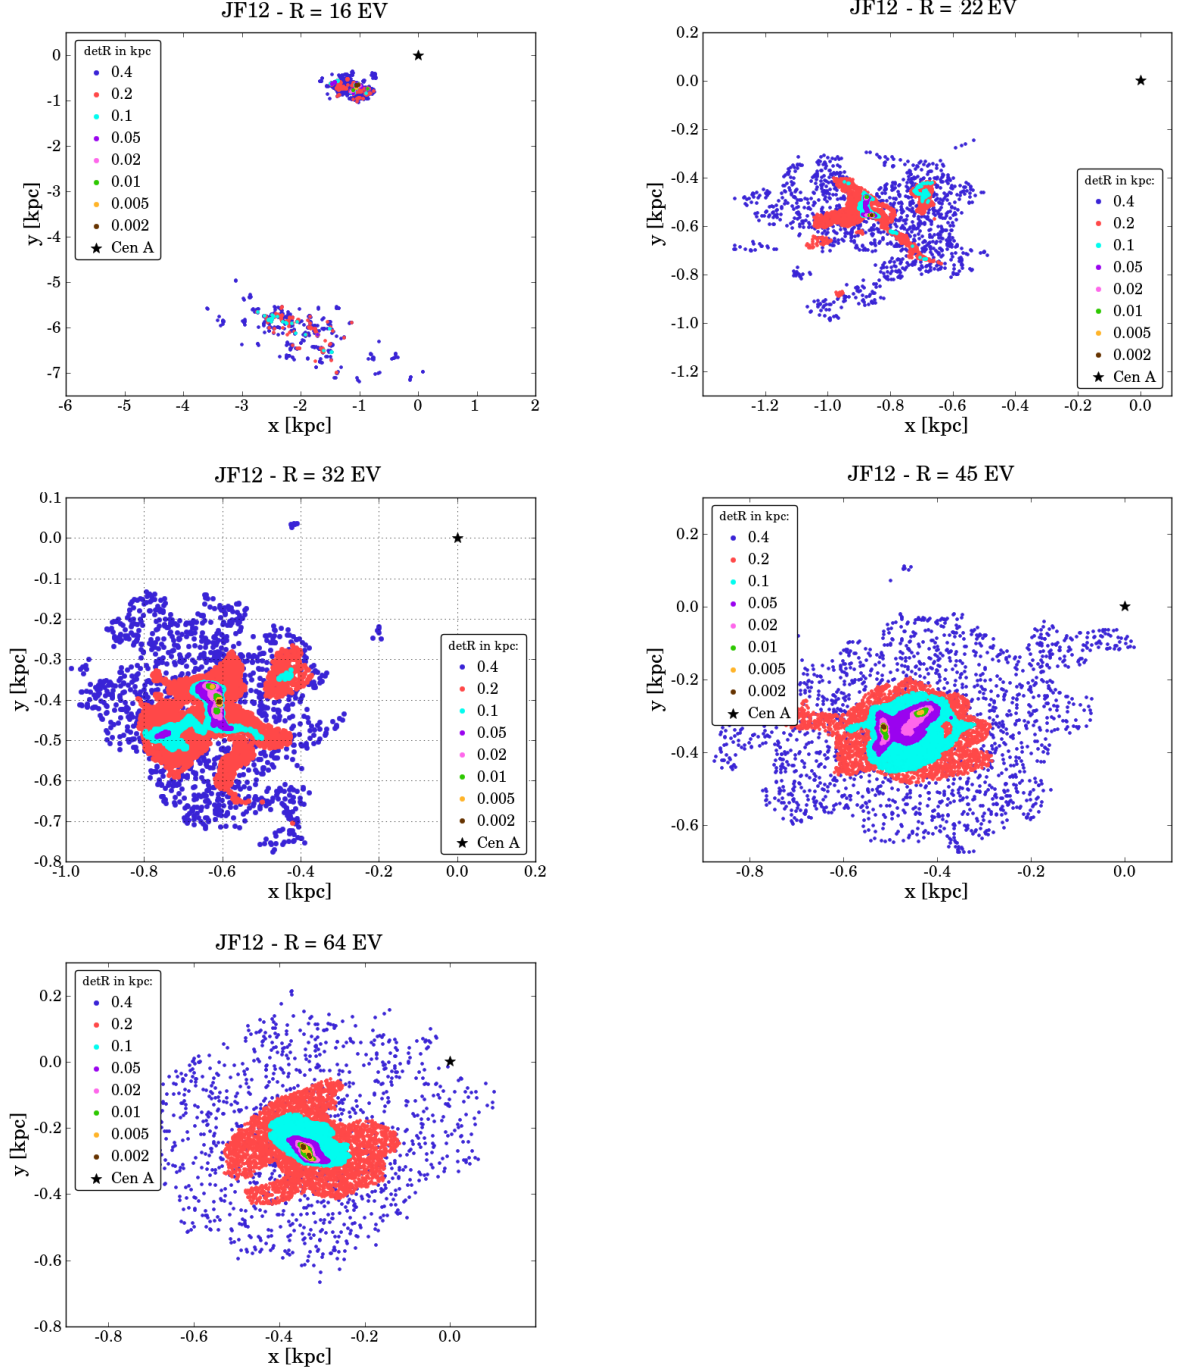 JF12 - R = 16 EV
detR in kpc
0.4
0.2
0.1
0.05
0.02
0.01
0.005
0.002
Cen A
0
-1
-2
-3
-4
-5
-6
-7
y [kpc]
-6 -5 -4 -3 -2 -1 0 1 2
x [kpc]
JF12 - R = 22 EV
0.2
0.0
-0.2
-0.4
-0.6
-0.8
-1.0
-1.2
y [kpc]
detR in kpc:
0.4
0.2
0.1
0.05
0.02
0.01
0.005
0.002
Cen A
-1.2 -1.0 -0.8 -0.6 -0.4 -0.2 0.0
x [kpc]
JF12 - R = 32 EV
0.1
0.0
-0.1
-0.2
-0.3
-0.4
-0.5
-0.6
-0.7
-0.8
y [kpc]
detR in kpc:
0.4
0.2
0.1
0.05
0.02
0.01
0.005
0.002
Cen A
-1.0 -0.8 -0.6 -0.4 -0.2 0.0 0.2
x [kpc]
JF12 - R = 45 EV
detR in kpc:
0.4
0.2
0.1
0.05
0.02
0.01
0.005
0.002
Cen A
0.2
0.0
-0.2
-0.4
-0.6
y [kpc]
-0.8 -0.6 -0.4 -0.2 0.0
x [kpc]
JF12 - R = 64 EV
detR in kpc:
0.4
0.2
0.1
0.05
0.02
0.01
0.005
0.002
Cen A
0.2
0.0
-0.2
-0.4
-0.6
-0.8
y [kpc]
-0.8 -0.6 -0.4 -0.2 0.0
x [kpc]